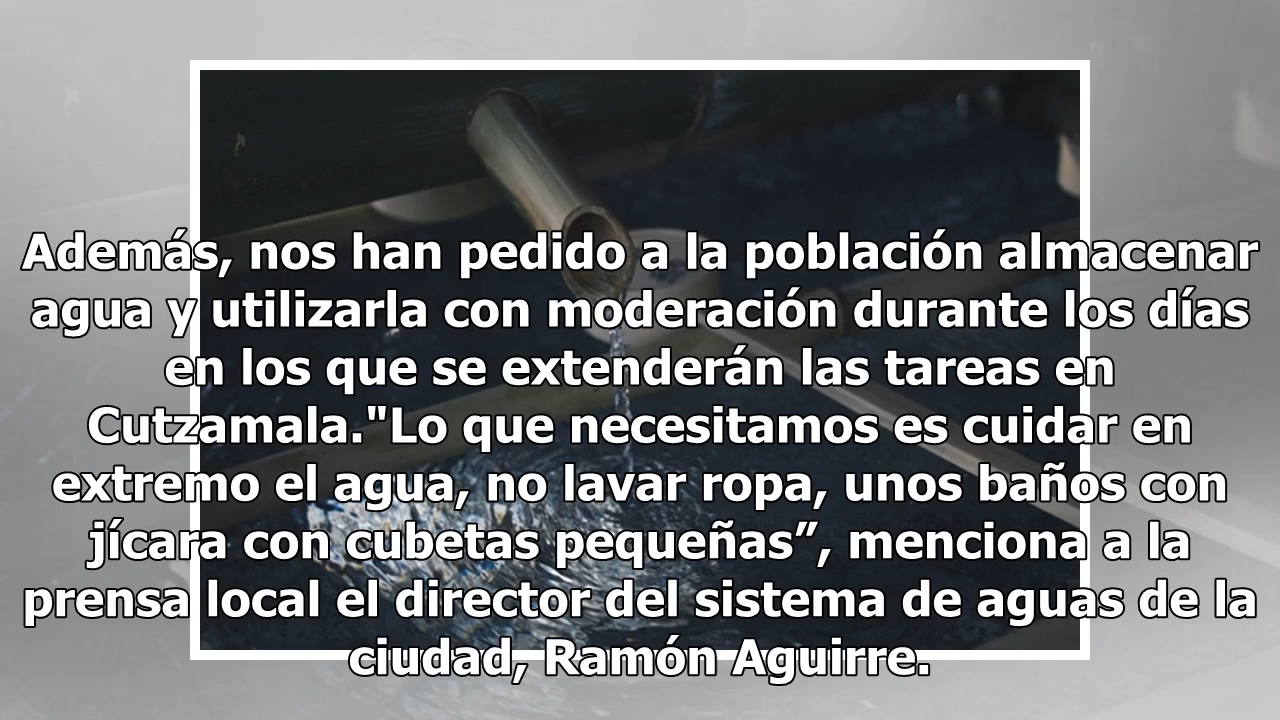 Además, nos han pedido a la población almacenar
agua y utilizarla con moderación durante los días
en los que se extenderán las tareas en
Cutzamala."Lo que necesitamos es cuidar en
extremo el agua, no lavar ropa, unos baños con
jícara con cubetas pequeñas”, menciona a la
prensa local el director del sistema de aguas de la
ciudad, Ramón Aguirre.